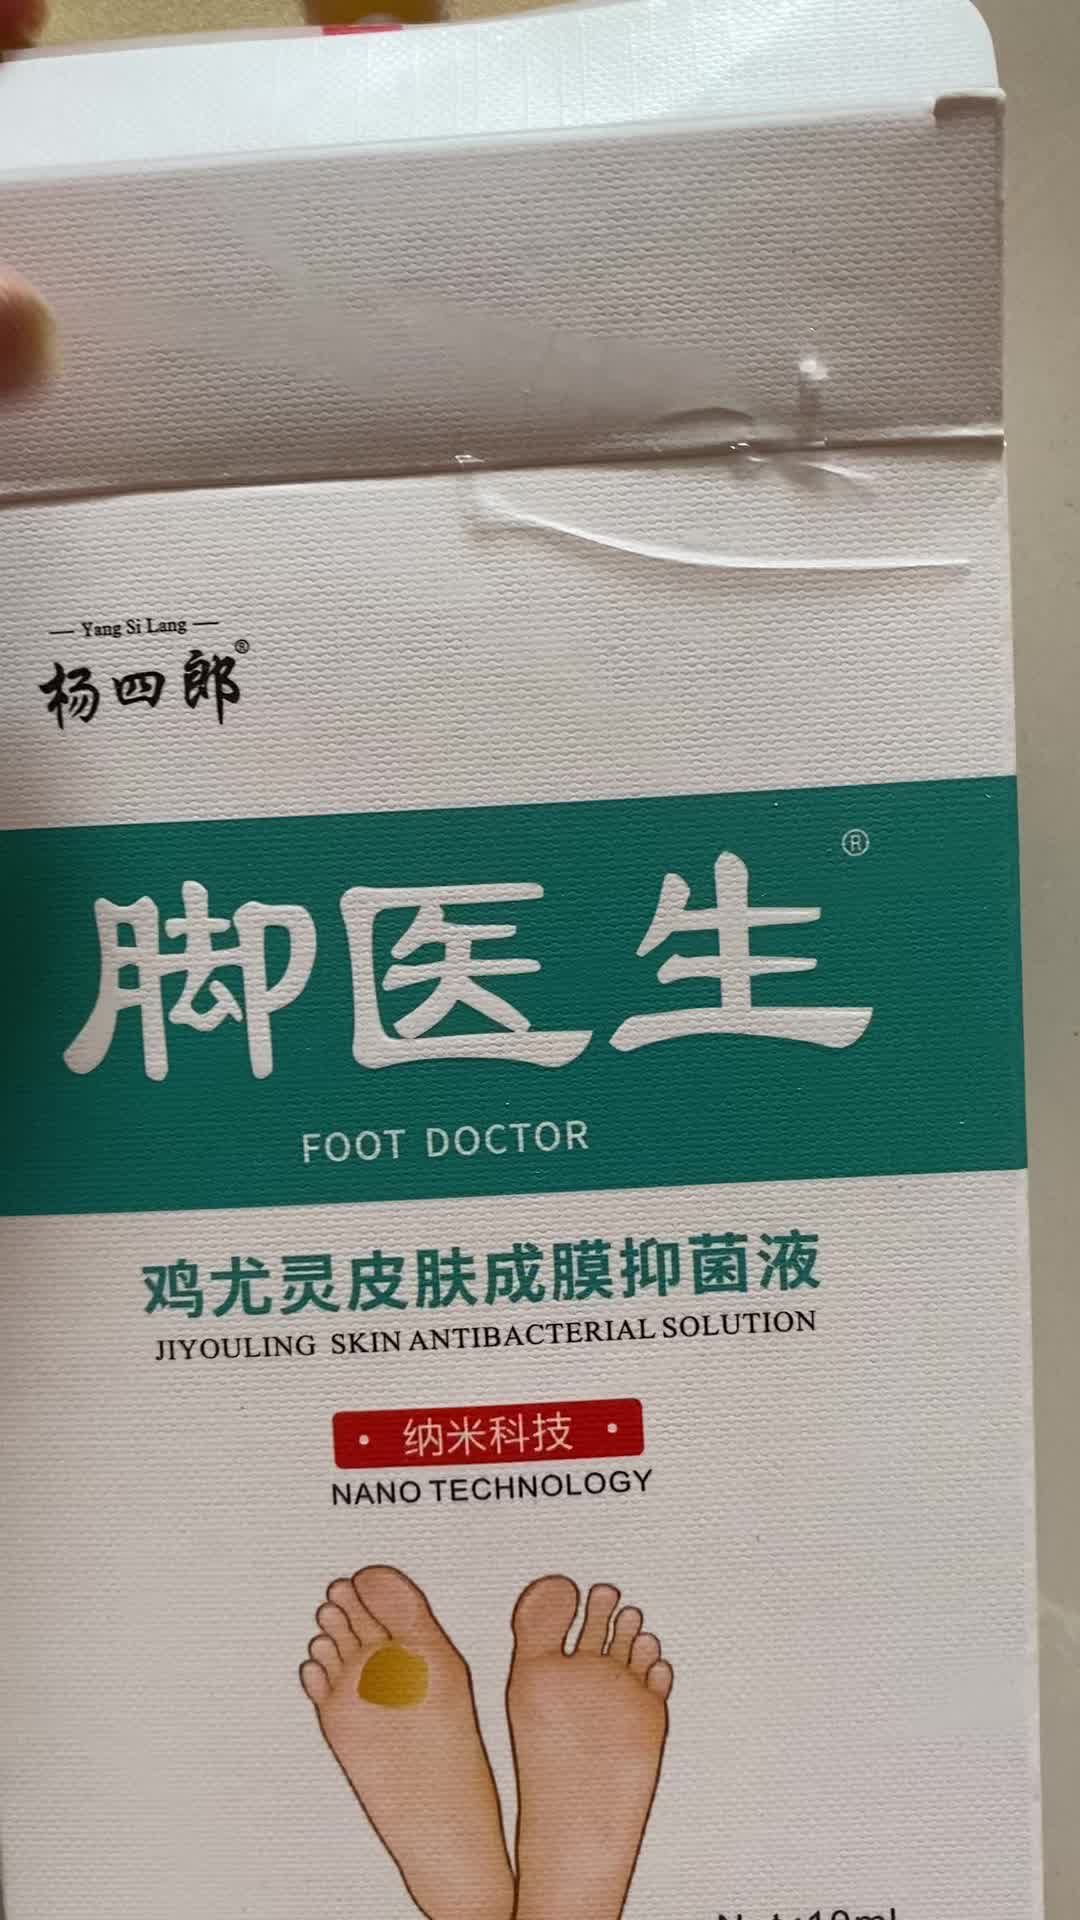 — Yang Si Lang —
杨四郎®
脚医生®
FOOT DOCTOR
鸡尤灵皮肤成膜抑菌液
JIYOULING SKIN ANTIBACTERIAL SOLUTION
· 纳米科技 ·
NANO TECHNOLOGY